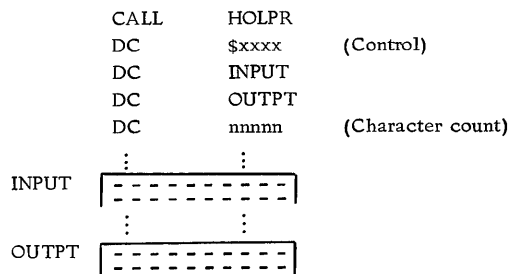 CALL HOLPR
DC $xxxx (Control)
DC INPUT
DC OUTPT
DC nnnnn (Character count)
INPUT
OUTPT